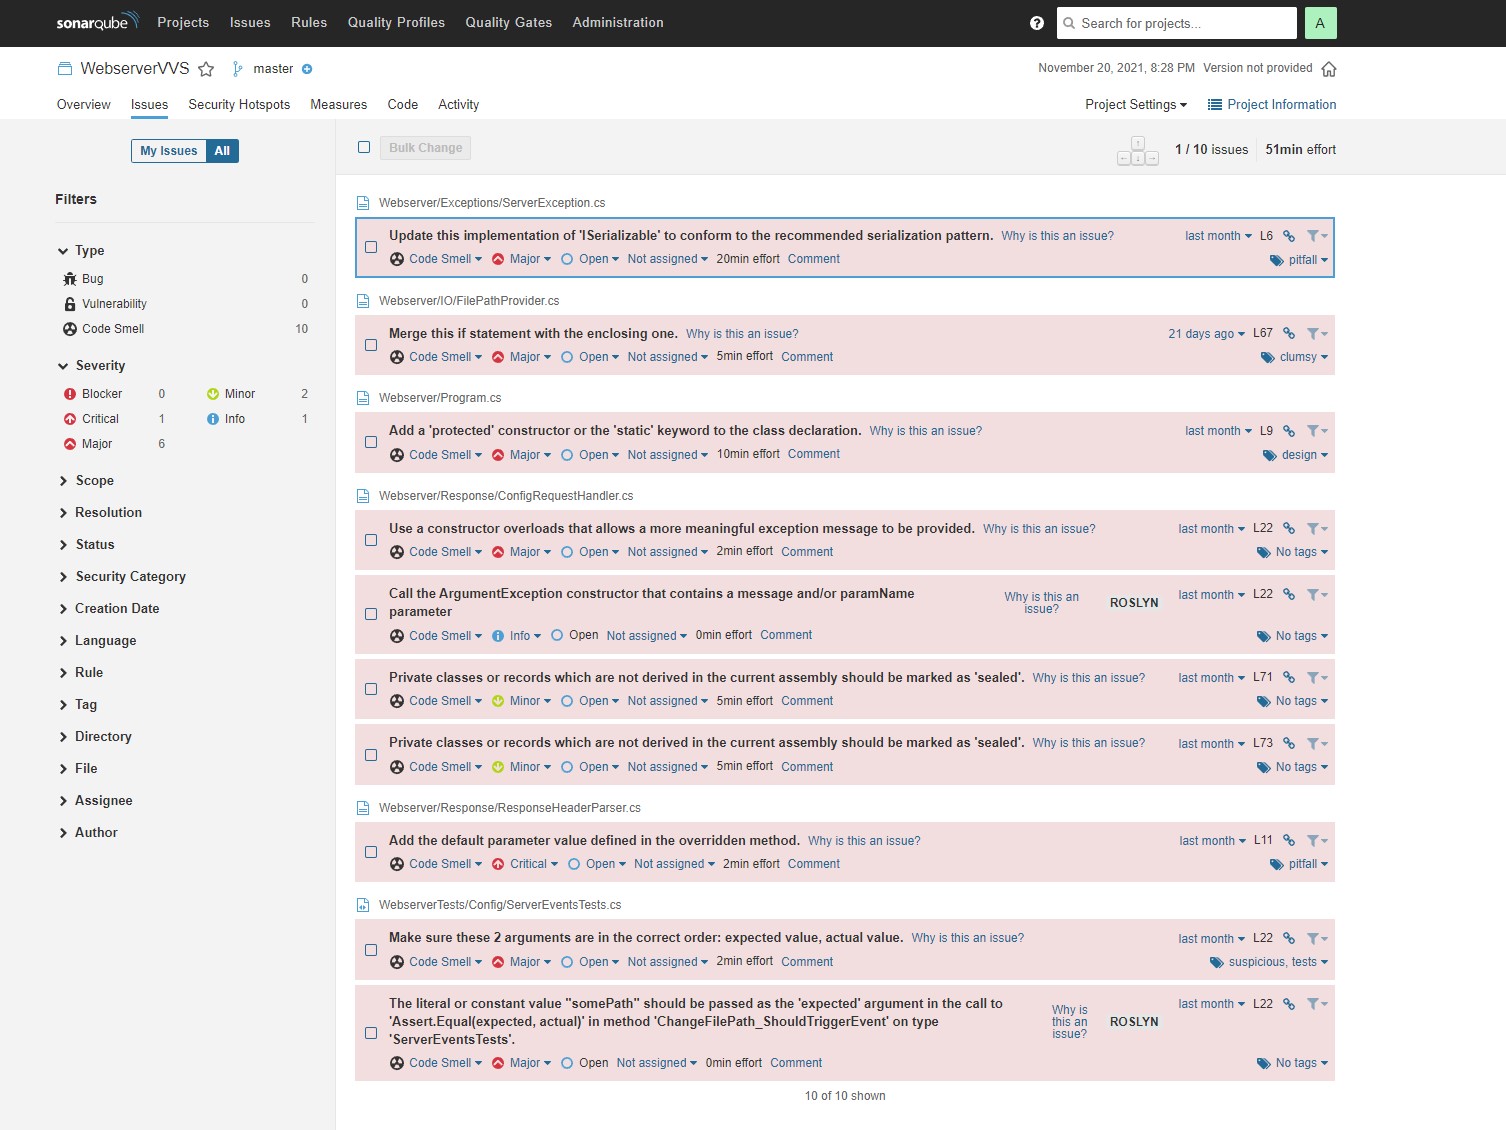 sonarqube Projects Issues Rules Quality Profiles Quality Gates Administration ? Search for projects... A
WebserverVVS master November 20, 2021, 8:28 PM Version not provided
Overview Issues Security Hotspots Measures Code Activity Project Settings Project Information
My Issues All
Bulk Change 1 / 10 issues 51min effort
Filters
Type
Bug 0
Vulnerability 0
Code Smell 10
Severity
Blocker 0 Minor 2
Critical 1 Info 1
Major 6
Scope
Resolution
Status
Security Category
Creation Date
Language
Rule
Tag
Directory
File
Assignee
Author
Webserver/Exceptions/ServerException.cs
Update this implementation of 'ISerializable' to conform to the recommended serialization pattern. Why is this an issue? last month L6
Code Smell Major Open Not assigned 20min effort Comment pitfall
Webserver/IO/FilePathProvider.cs
Merge this if statement with the enclosing one. Why is this an issue? 21 days ago L67
Code Smell Major Open Not assigned 5min effort Comment clumsy
Webserver/Program.cs
Add a 'protected' constructor or the 'static' keyword to the class declaration. Why is this an issue? last month L9
Code Smell Major Open Not assigned 10min effort Comment design
Webserver/Response/ConfigRequestHandler.cs
Use a constructor overloads that allows a more meaningful exception message to be provided. Why is this an issue? last month L22
Code Smell Major Open Not assigned 2min effort Comment No tags
Call the ArgumentException constructor that contains a message and/or paramName
parameter
Why is this an
issue?
ROSLYN last month L22
Code Smell Info Open Not assigned 0min effort Comment No tags
Private classes or records which are not derived in the current assembly should be marked as 'sealed'. Why is this an issue? last month L71
Code Smell Minor Open Not assigned 5min effort Comment No tags
Private classes or records which are not derived in the current assembly should be marked as 'sealed'. Why is this an issue? last month L73
Code Smell Minor Open Not assigned 5min effort Comment No tags
Webserver/Response/ResponseHeaderParser.cs
Add the default parameter value defined in the overridden method. Why is this an issue? last month L11
Code Smell Critical Open Not assigned 2min effort Comment pitfall
WebserverTests/Config/ServerEventsTests.cs
Make sure these 2 arguments are in the correct order: expected value, actual value. Why is this an issue? last month L22
Code Smell Major Open Not assigned 2min effort Comment suspicious, tests
The literal or constant value "somePath" should be passed as the 'expected' argument in the call to
'Assert.Equal(expected, actual)' in method 'ChangeFilePath_ShouldTriggerEvent' on type
'ServerEventsTests'.
Why is
this an
issue?
ROSLYN last month L22
Code Smell Major Open Not assigned 0min effort Comment No tags
10 of 10 shown